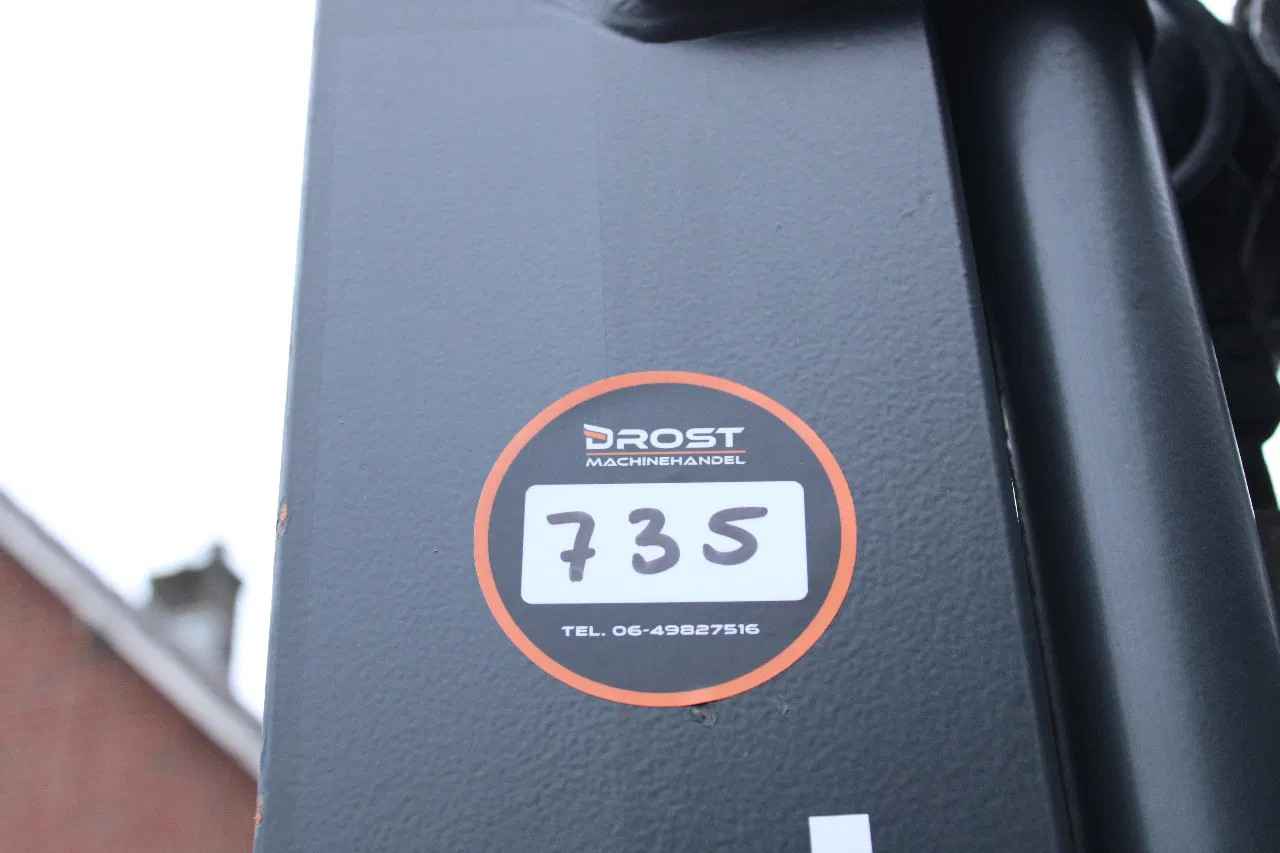 DROST
MACHINEHANDEL
735
TEL. 06-49827516